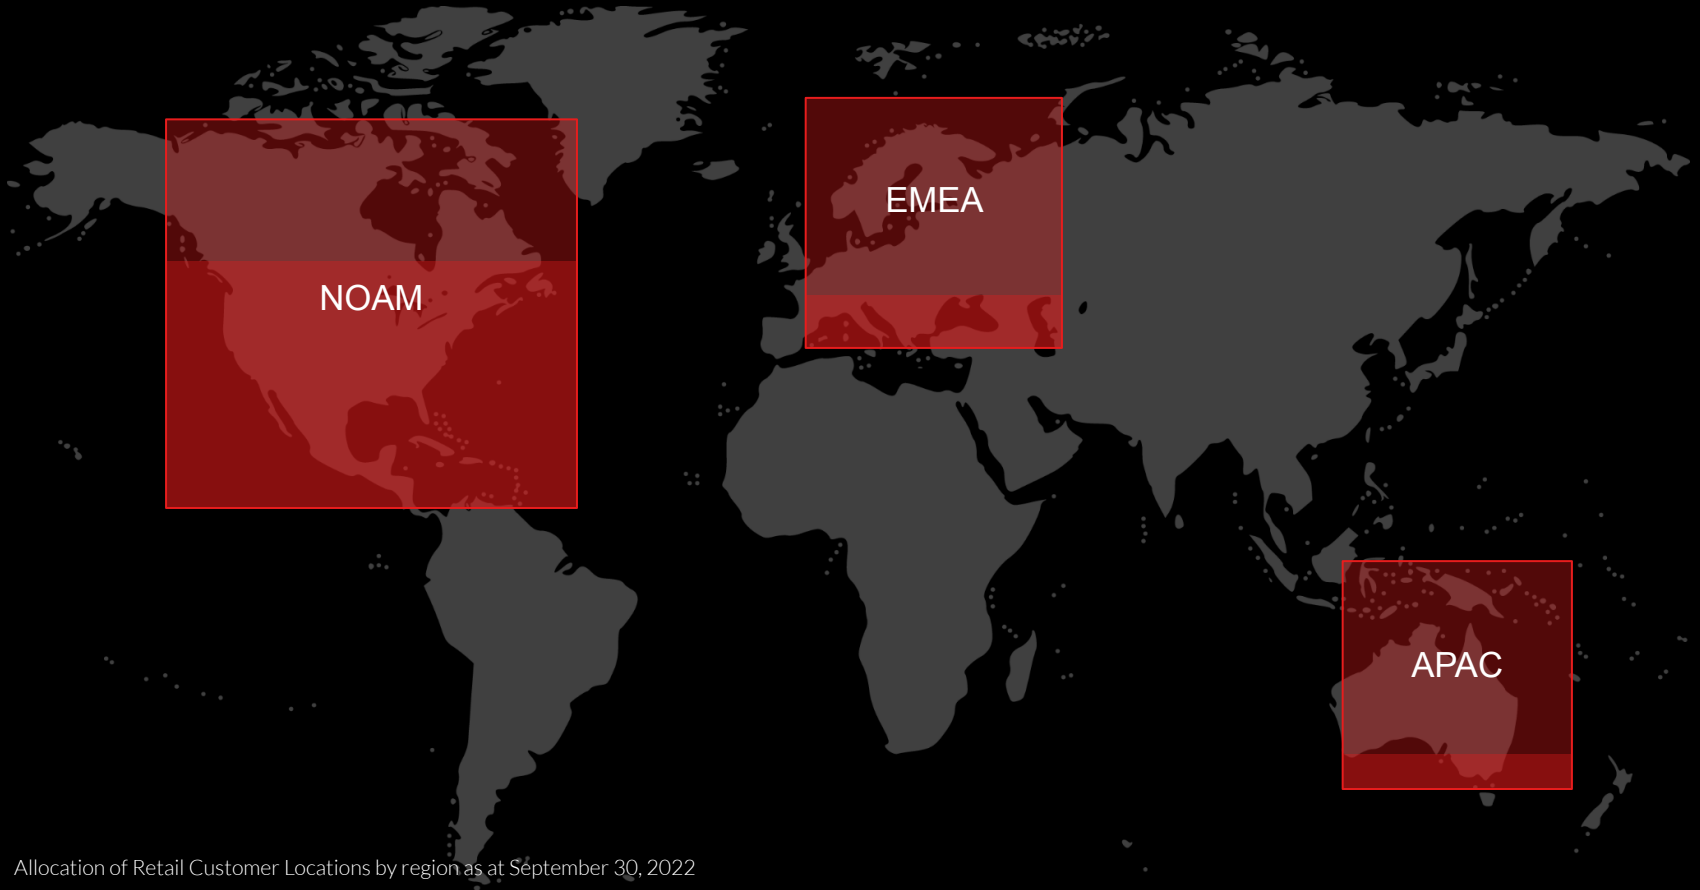 EMEA
NOAM
APAC
Allocation of Retail Customer Locations by region as at September 30, 2022